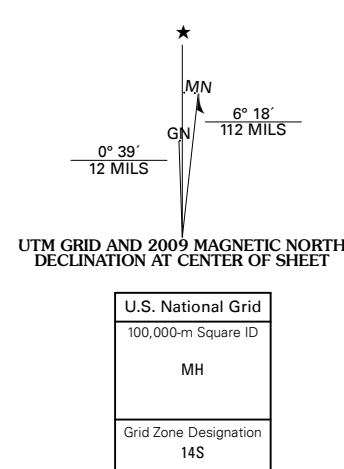 MN
6° 18′
112 MILS
GN
0° 39′
12 MILS
UTM GRID AND 2009 MAGNETIC NORTH
DECLINATION AT CENTER OF SHEET
U.S. National Grid
100,000-m Square ID
MH
Grid Zone Designation
14S